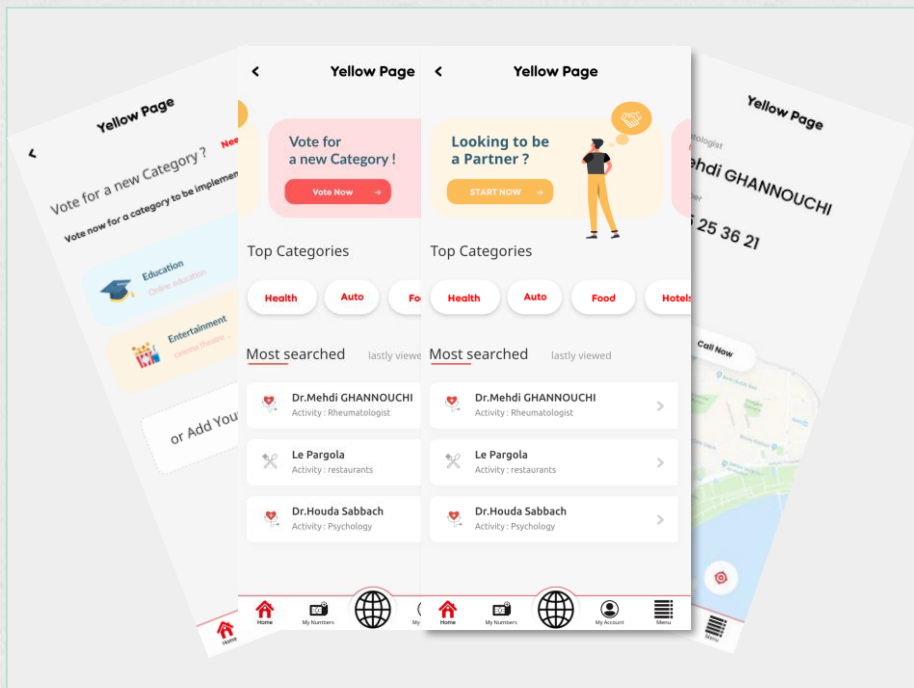 Yellow Page
Vote for a new Category ?
Vote now for a category to be
Education
Online education
Entertainment
cinema theatre ..
or Add You
Home
Yellow Page
Vote for
a new Category !
Vote Now
Top Categories
Health
Auto
Most searched
lastly viewe
Dr.Mehdi GHANNOUCHI
Activity : Rheumatologist
Le Pargola
Activity : restaurants
Dr.Houda Sabbach
Activity : Psychology
Home
My Numbers
Yellow Page
Looking to be
a Partner ?
START NOW
Top Categories
Health
Auto
Food
Hotels
Most searched
lastly viewed
Dr.Mehdi GHANNOUCHI
Activity : Rheumatologist
Le Pargola
Activity : restaurants
Dr.Houda Sabbach
Activity : Psychology
Home
My Numbers
My Account
Menu
Yellow Page
GHANNOUCHI
25 36 21
Call Now
Menu